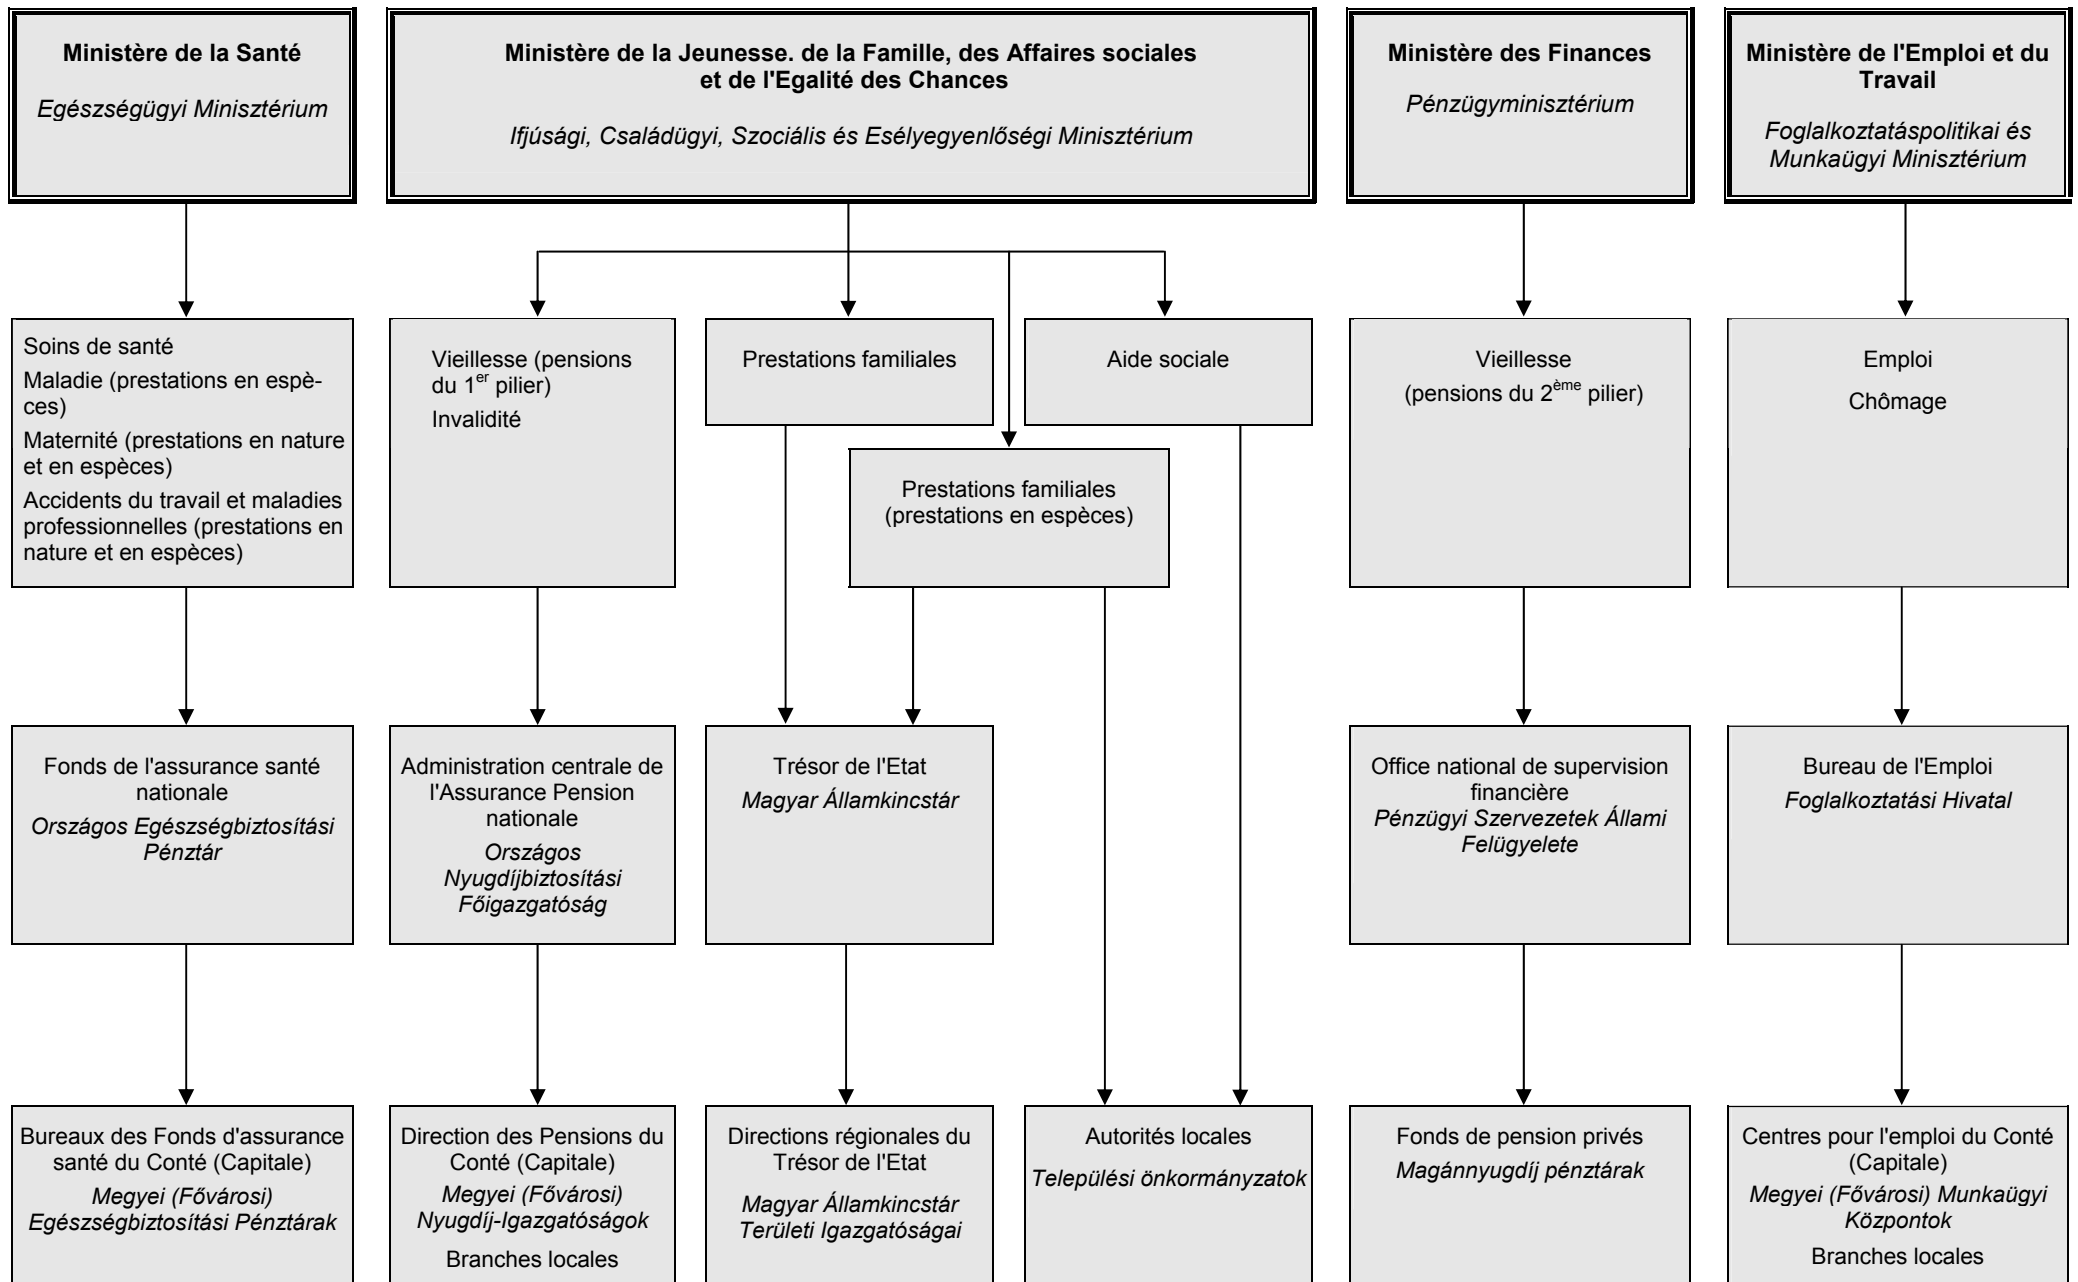 Ministère de la Santé
Egészségügyi Minisztérium
Ministère de la Jeunesse. de la Famille, des Affaires sociales
et de l'Egalité des Chances
Ifjúsági, Családügyi, Szociális és Esélyegyenlőségi Minisztérium
Ministère des Finances
Pénzügyminisztérium
Ministère de l'Emploi et du
Travail
Foglalkoztatáspolitikai és
Munkaügyi Minisztérium
Soins de santé
Maladie (prestations en espè-
ces)
Maternité (prestations en nature
et en espèces)
Accidents du travail et maladies
professionnelles (prestations en
nature et en espèces)
Vieillesse (pensions
du 1er pilier)
Invalidité
Prestations familiales
Aide sociale
Prestations familiales
(prestations en espèces)
Vieillesse
(pensions du 2ème pilier)
Emploi
Chômage
Fonds de l'assurance santé
nationale
Országos Egészségbiztosítási
Pénztár
Administration centrale de
l'Assurance Pension
nationale
Országos
Nyugdíjbiztosítási
Főigazgatóság
Trésor de l'Etat
Magyar Államkincstár
Office national de supervision
financière
Pénzügyi Szervezetek Állami
Felügyelete
Bureau de l'Emploi
Foglalkoztatási Hivatal
Bureaux des Fonds d'assurance
santé du Conté (Capitale)
Megyei (Fővárosi)
Egészségbiztosítási Pénztárak
Direction des Pensions du
Conté (Capitale)
Megyei (Fővárosi)
Nyugdíj-Igazgatóságok
Branches locales
Directions régionales du
Trésor de l'Etat
Magyar Államkincstár
Területi Igazgatóságai
Autorités locales
Települési önkormányzatok
Fonds de pension privés
Magánnyugdíj pénztárak
Centres pour l'emploi du Conté
(Capitale)
Megyei (Fővárosi) Munkaügyi
Központok
Branches locales